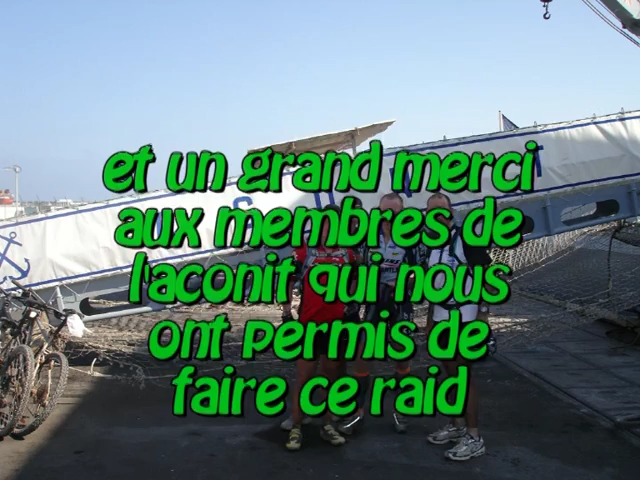 et un grand merci
aux membres de
l'aconit qui nous
ont permis de
faire ce raid